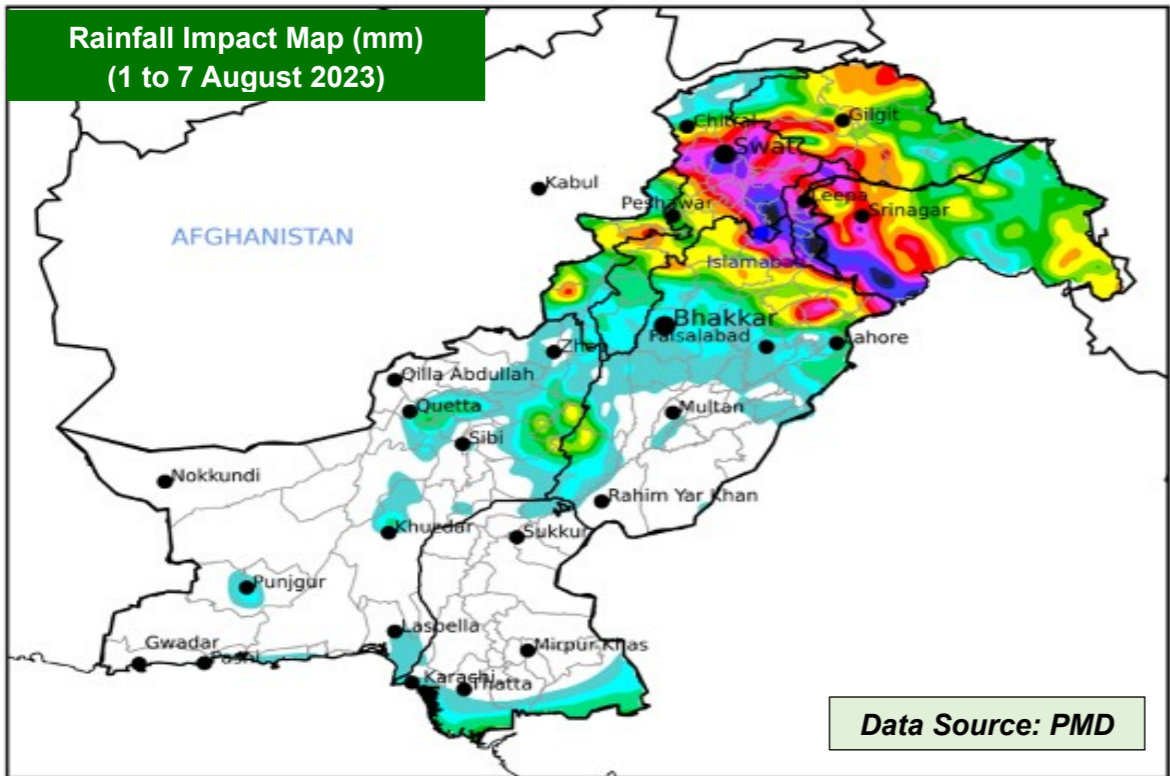 Rainfall Impact Map (mm)
(1 to 7 August 2023)
Chitral
Gilgit
Swat
Kabul
Leepa
Peshawar
Srinagar
AFGHANISTAN
Islamabad
Bhakkar
Faisalabad
Lahore
Zhob
Qilla Abdullah
Quetta
Multan
Sibi
Nokkundi
Rahim Yar Khan
Khuzdar
Sukkur
Punjgur
Lasbella
Gwadar
Mirpur Khas
Pasni
Karachi
Thatta
Data Source: PMD